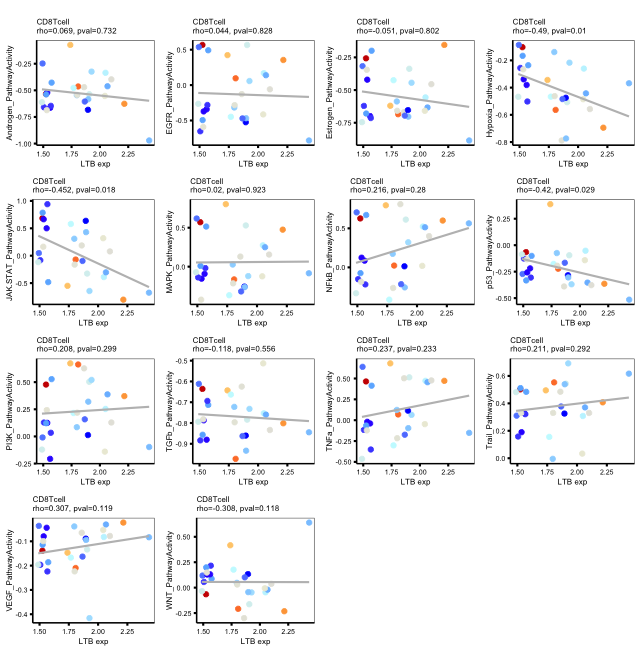 CD8Tcell
rho=0.069, pval=0.732
Androgen_PathwayActivity
0.00
-0.25
-0.50
-0.75
-1.00
1.50 1.75 2.00 2.25
LTB exp
CD8Tcell
rho=0.044, pval=0.828
EGFR_PathwayActivity
0.5
0.0
-0.5
1.50 1.75 2.00 2.25
LTB exp
CD8Tcell
rho=-0.051, pval=0.802
Estrogen_PathwayActivity
-0.25
-0.50
-0.75
1.50 1.75 2.00 2.25
LTB exp
CD8Tcell
rho=-0.49, pval=0.01
Hypoxia_PathwayActivity
-0.2
-0.4
-0.6
-0.8
1.50 1.75 2.00 2.25
LTB exp
CD8Tcell
rho=-0.452, pval=0.018
JAK.STAT_PathwayActivity
1.0
0.5
0.0
-0.5
1.50 1.75 2.00 2.25
LTB exp
CD8Tcell
rho=0.02, pval=0.923
MAPK_PathwayActivity
0.5
0.0
1.50 1.75 2.00 2.25
LTB exp
CD8Tcell
rho=0.216, pval=0.28
NFkB_PathwayActivity
0.5
0.0
1.50 1.75 2.00 2.25
LTB exp
CD8Tcell
rho=-0.42, pval=0.029
p53_PathwayActivity
0.25
0.00
-0.25
-0.50
1.50 1.75 2.00 2.25
LTB exp
CD8Tcell
rho=0.208, pval=0.299
PI3K_PathwayActivity
0.50
0.25
0.00
-0.25
1.50 1.75 2.00 2.25
LTB exp
CD8Tcell
rho=-0.118, pval=0.556
TGFb_PathwayActivity
-0.5
-0.6
-0.7
-0.8
-0.9
1.50 1.75 2.00 2.25
LTB exp
CD8Tcell
rho=0.237, pval=0.233
TNFa_PathwayActivity
0.50
0.25
0.00
-0.25
-0.50
1.50 1.75 2.00 2.25
LTB exp
CD8Tcell
rho=0.211, pval=0.292
Trail_PathwayActivity
0.6
0.4
0.2
0.0
1.50 1.75 2.00 2.25
LTB exp
CD8Tcell
rho=0.307, pval=0.119
VEGF_PathwayActivity
-0.1
-0.2
-0.3
-0.4
1.50 1.75 2.00 2.25
LTB exp
CD8Tcell
rho=-0.308, pval=0.118
WNT_PathwayActivity
0.50
0.25
0.00
-0.25
1.50 1.75 2.00 2.25
LTB exp